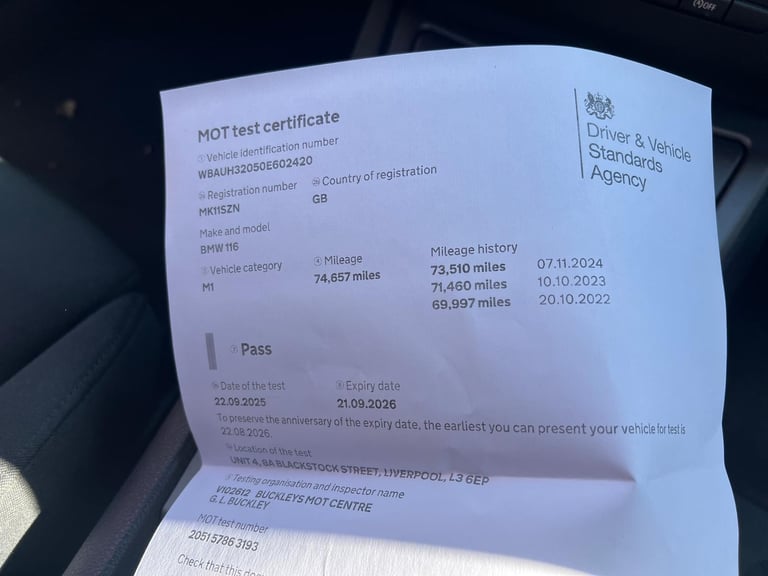 OFF
MOT test certificate
Driver & Vehicle
Standards
Agency
① Vehicle identification number
WBAUH32050E602420
Registration number
MK11SZN
Country of registration
GB
Make and model
BMW 116
Vehicle category
M1
④ Mileage
74,657 miles
Mileage history
73,510 miles 07.11.2024
71,460 miles 10.10.2023
69,997 miles 20.10.2022
Pass
Date of the test
22.09.2025
Expiry date
21.09.2026
To preserve the anniversary of the expiry date, the earliest you can present your vehicle for test is
22.08.2026.
Location of the test
UNIT 4, 8A BLACKSTOCK STREET, LIVERPOOL, L3 6EP
Testing organisation and inspector name
V102612 BUCKLEYS MOT CENTRE
G. L. BUCKLEY
MOT test number
2051 5786 3193
Check that this